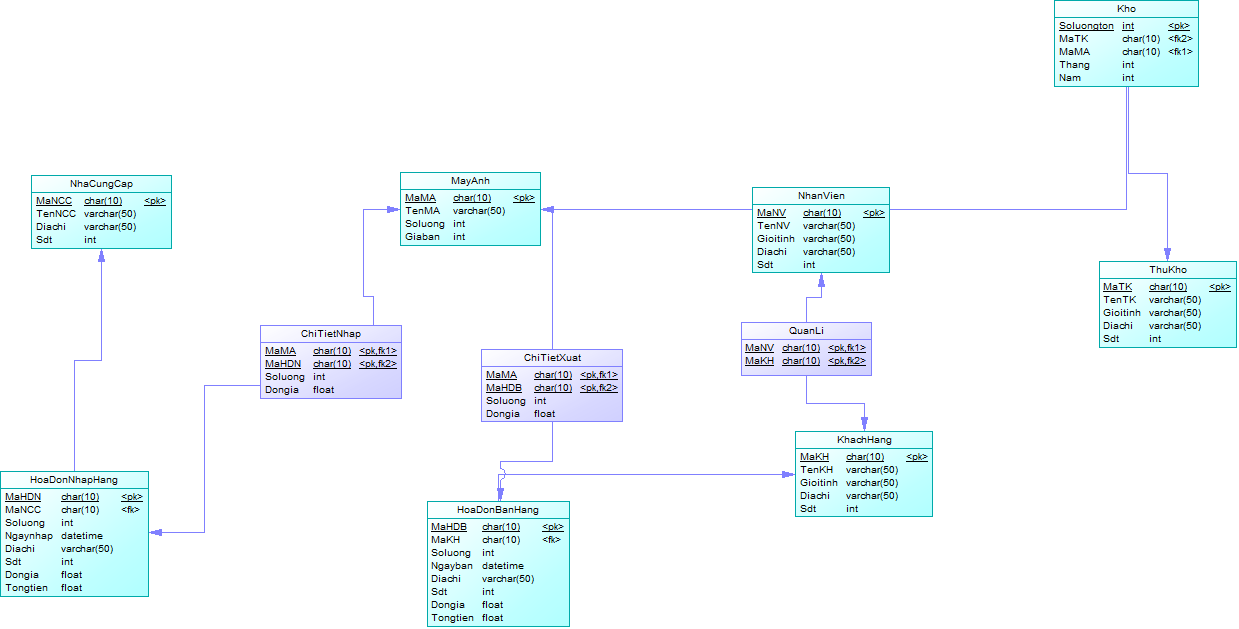 Kho
Soluongton int <pk>
MaTK char(10) <fk2>
MaMA char(10) <fk1>
Thang int
Nam int
NhaCungCap
MaNCC char(10) <pk>
TenNCC varchar(50)
Diachi varchar(50)
Sdt int
MayAnh
MaMA char(10) <pk>
TenMA varchar(50)
Soluong int
Giaban int
NhanVien
MaNV char(10) <pk>
TenNV varchar(50)
Gioitinh varchar(50)
Diachi varchar(50)
Sdt int
ThuKho
MaTK char(10) <pk>
TenTK varchar(50)
Gioitinh varchar(50)
Diachi varchar(50)
Sdt int
ChiTietNhap
MaMA char(10) <pk,fk1>
MaHDN char(10) <pk,fk2>
Soluong int
Dongia float
ChiTietXuat
MaMA char(10) <pk,fk1>
MaHDB char(10) <pk,fk2>
Soluong int
Dongia float
QuanLi
MaNV char(10) <pk,fk1>
MaKH char(10) <pk,fk2>
KhachHang
MaKH char(10) <pk>
TenKH varchar(50)
Gioitinh varchar(50)
Diachi varchar(50)
Sdt int
HoaDonNhapHang
MaHDN char(10) <pk>
MaNCC char(10) <fk>
Soluong int
Ngaynhap datetime
Diachi varchar(50)
Sdt int
Dongia float
Tongtien float
HoaDonBanHang
MaHDB char(10) <pk>
MaKH char(10) <fk>
Soluong int
Ngayban datetime
Diachi varchar(50)
Sdt int
Dongia float
Tongtien float